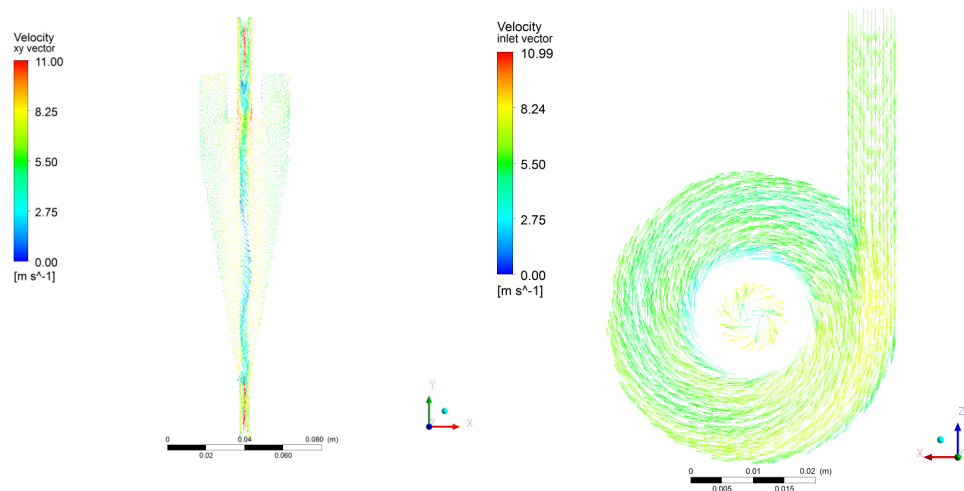 Velocity
xy vector
11.00
8.25
5.50
2.75
0.00
[m s^-1]
Y
X
0
0.04
0.080
(m)
0.02
0.060
Velocity
inlet vector
10.99
8.24
5.50
2.75
0.00
[m s^-1]
Z
X
Y
0
0.01
0.02
(m)
0.005
0.015